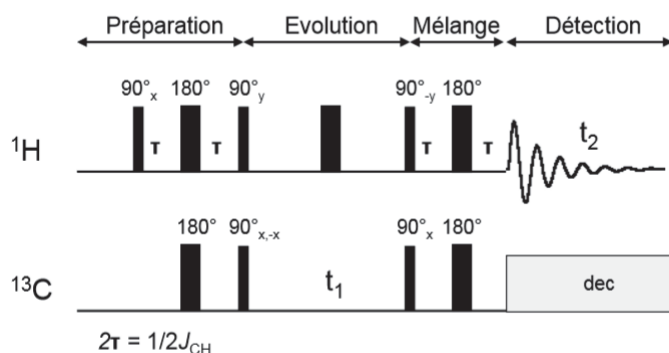 Préparation Evolution Mélange Détection
90°x 180° 90°y 90°-y 180°
¹H τ τ τ τ t₂
180° 90°x,-x 90°x 180°
¹³C t₁ dec
2τ = 1/2J_CH